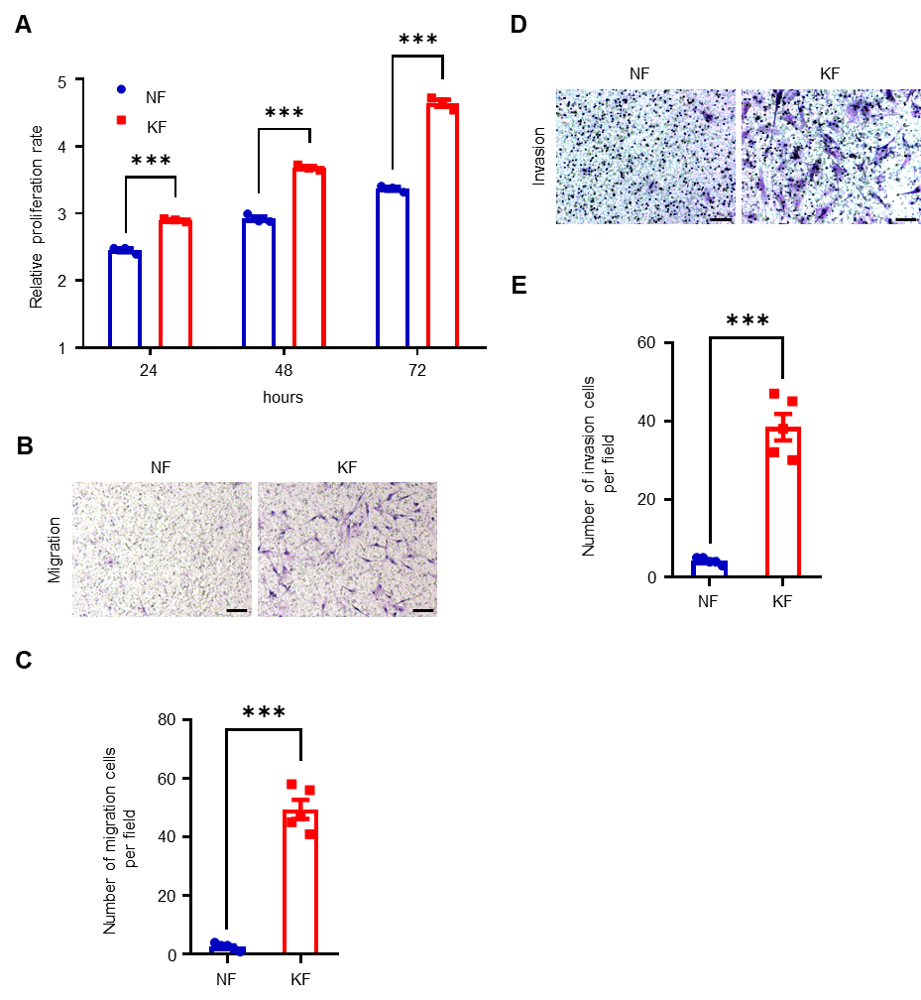 A
***
***
***
5
4
3
2
1
Relative proliferation rate
NF
KF
24
48
72
hours
B
NF
KF
Migration
C
***
80
60
40
20
0
Number of migration cells
per field
NF
KF
D
NF
KF
Invasion
E
***
60
40
20
0
Number of invasion cells
per field
NF
KF